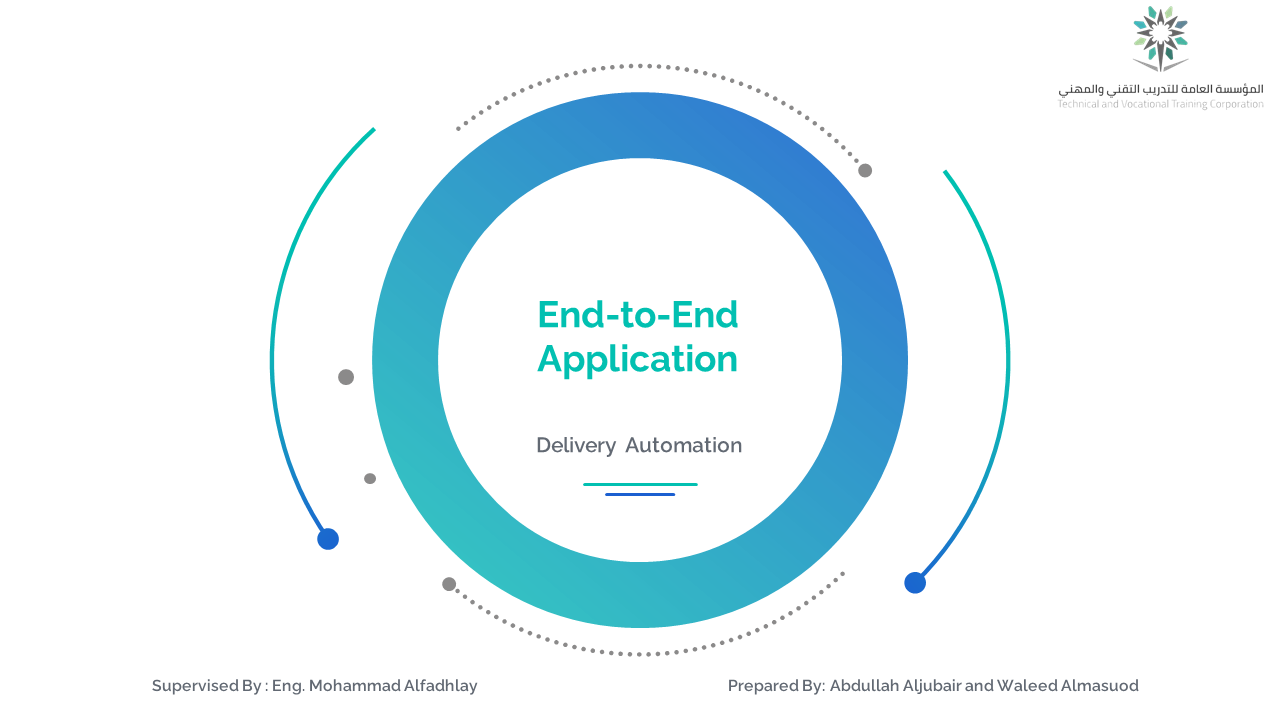 المؤسسة العامة للتدريب التقني والمهني
Technical and Vocational Training Corporation
End-to-End
Application
Delivery Automation
Supervised By : Eng. Mohammad Alfadhlay
Prepared By: Abdullah Aljubair and Waleed Almasuod